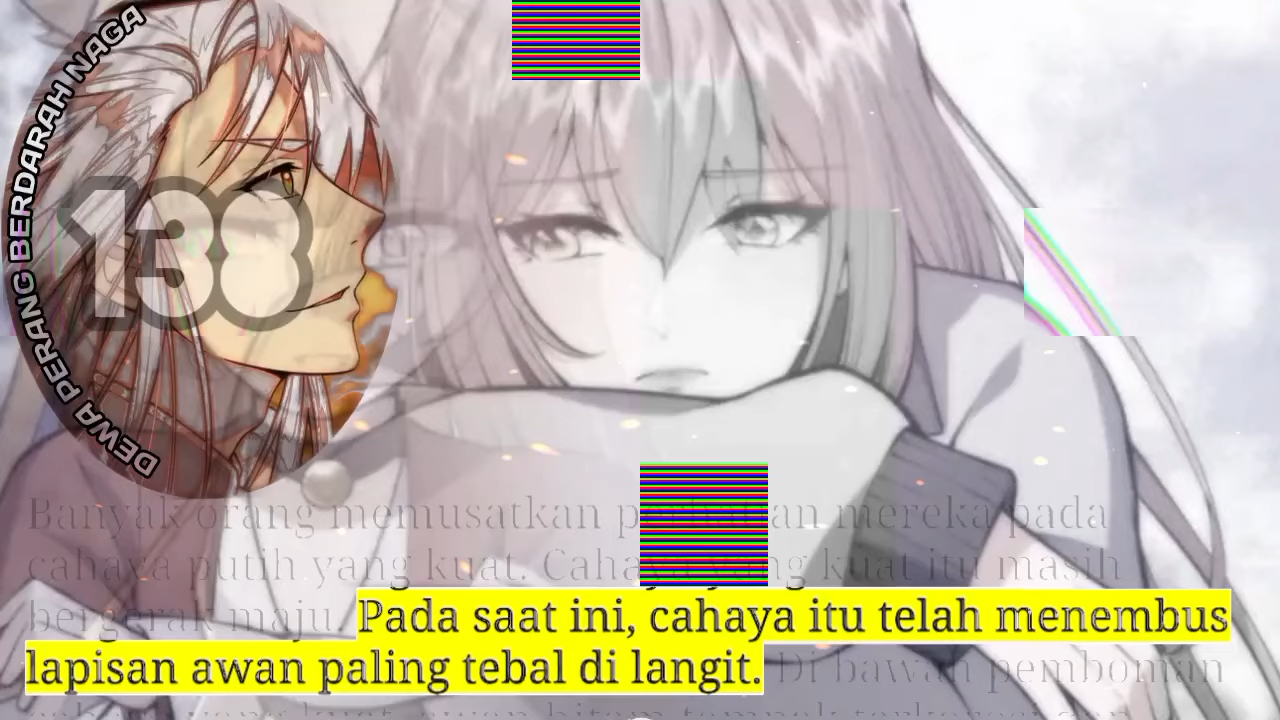 DEWA PERANG BERDARAH NAGA
138
Banyak orang memusatkan perhatian mereka pada
cahaya putih yang kuat. Cahaya yang kuat itu masih
bergerak maju. Pada saat ini, cahaya itu telah menembus
lapisan awan paling tebal di langit. Di bawah pemboman